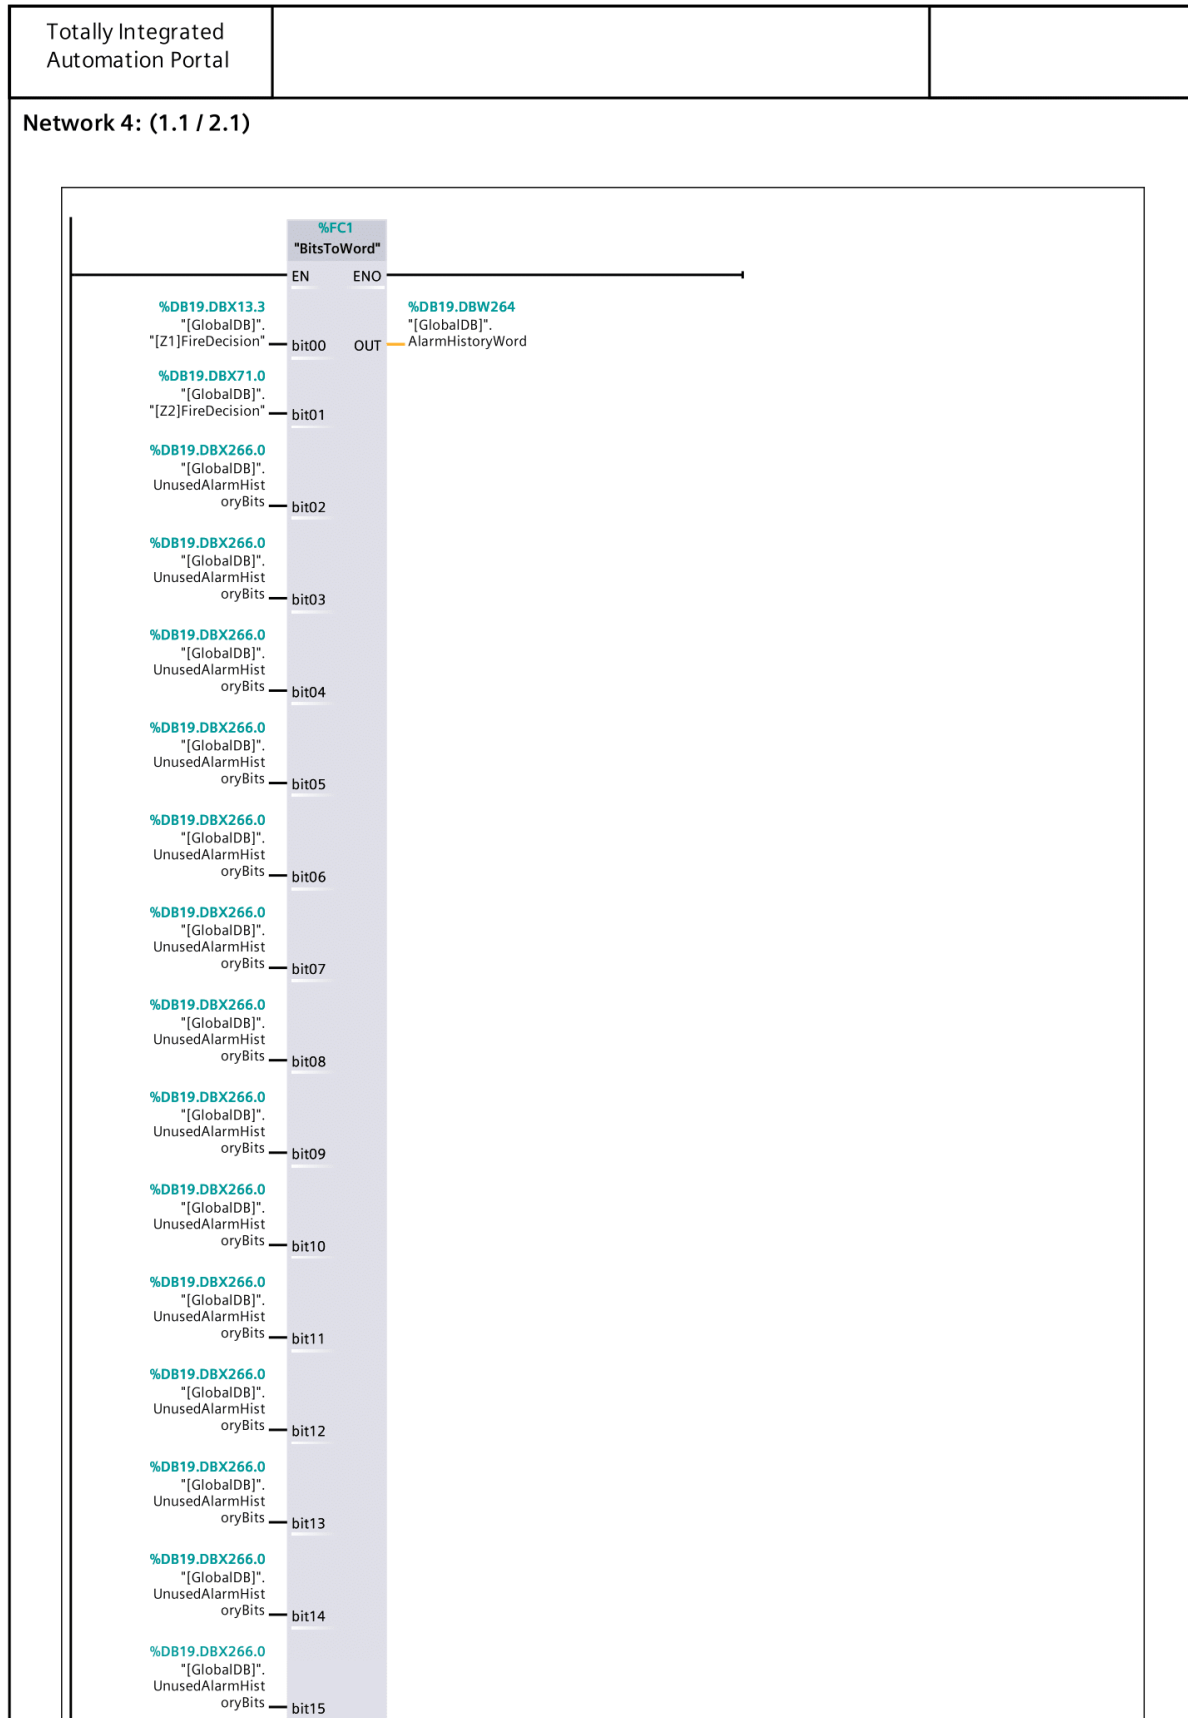 Totally Integrated
Automation Portal
Network 4: (1.1 / 2.1)
%FC1
"BitsToWord"
EN ENO
%DB19.DBX13.3
"[GlobalDB]".
"[Z1]FireDecision"
bit00
OUT
%DB19.DBW264
"[GlobalDB]".
AlarmHistoryWord
%DB19.DBX71.0
"[GlobalDB]".
"[Z2]FireDecision"
bit01
%DB19.DBX266.0
"[GlobalDB]".
UnusedAlarmHist
oryBits
bit02
%DB19.DBX266.0
"[GlobalDB]".
UnusedAlarmHist
oryBits
bit03
%DB19.DBX266.0
"[GlobalDB]".
UnusedAlarmHist
oryBits
bit04
%DB19.DBX266.0
"[GlobalDB]".
UnusedAlarmHist
oryBits
bit05
%DB19.DBX266.0
"[GlobalDB]".
UnusedAlarmHist
oryBits
bit06
%DB19.DBX266.0
"[GlobalDB]".
UnusedAlarmHist
oryBits
bit07
%DB19.DBX266.0
"[GlobalDB]".
UnusedAlarmHist
oryBits
bit08
%DB19.DBX266.0
"[GlobalDB]".
UnusedAlarmHist
oryBits
bit09
%DB19.DBX266.0
"[GlobalDB]".
UnusedAlarmHist
oryBits
bit10
%DB19.DBX266.0
"[GlobalDB]".
UnusedAlarmHist
oryBits
bit11
%DB19.DBX266.0
"[GlobalDB]".
UnusedAlarmHist
oryBits
bit12
%DB19.DBX266.0
"[GlobalDB]".
UnusedAlarmHist
oryBits
bit13
%DB19.DBX266.0
"[GlobalDB]".
UnusedAlarmHist
oryBits
bit14
%DB19.DBX266.0
"[GlobalDB]".
UnusedAlarmHist
oryBits
bit15